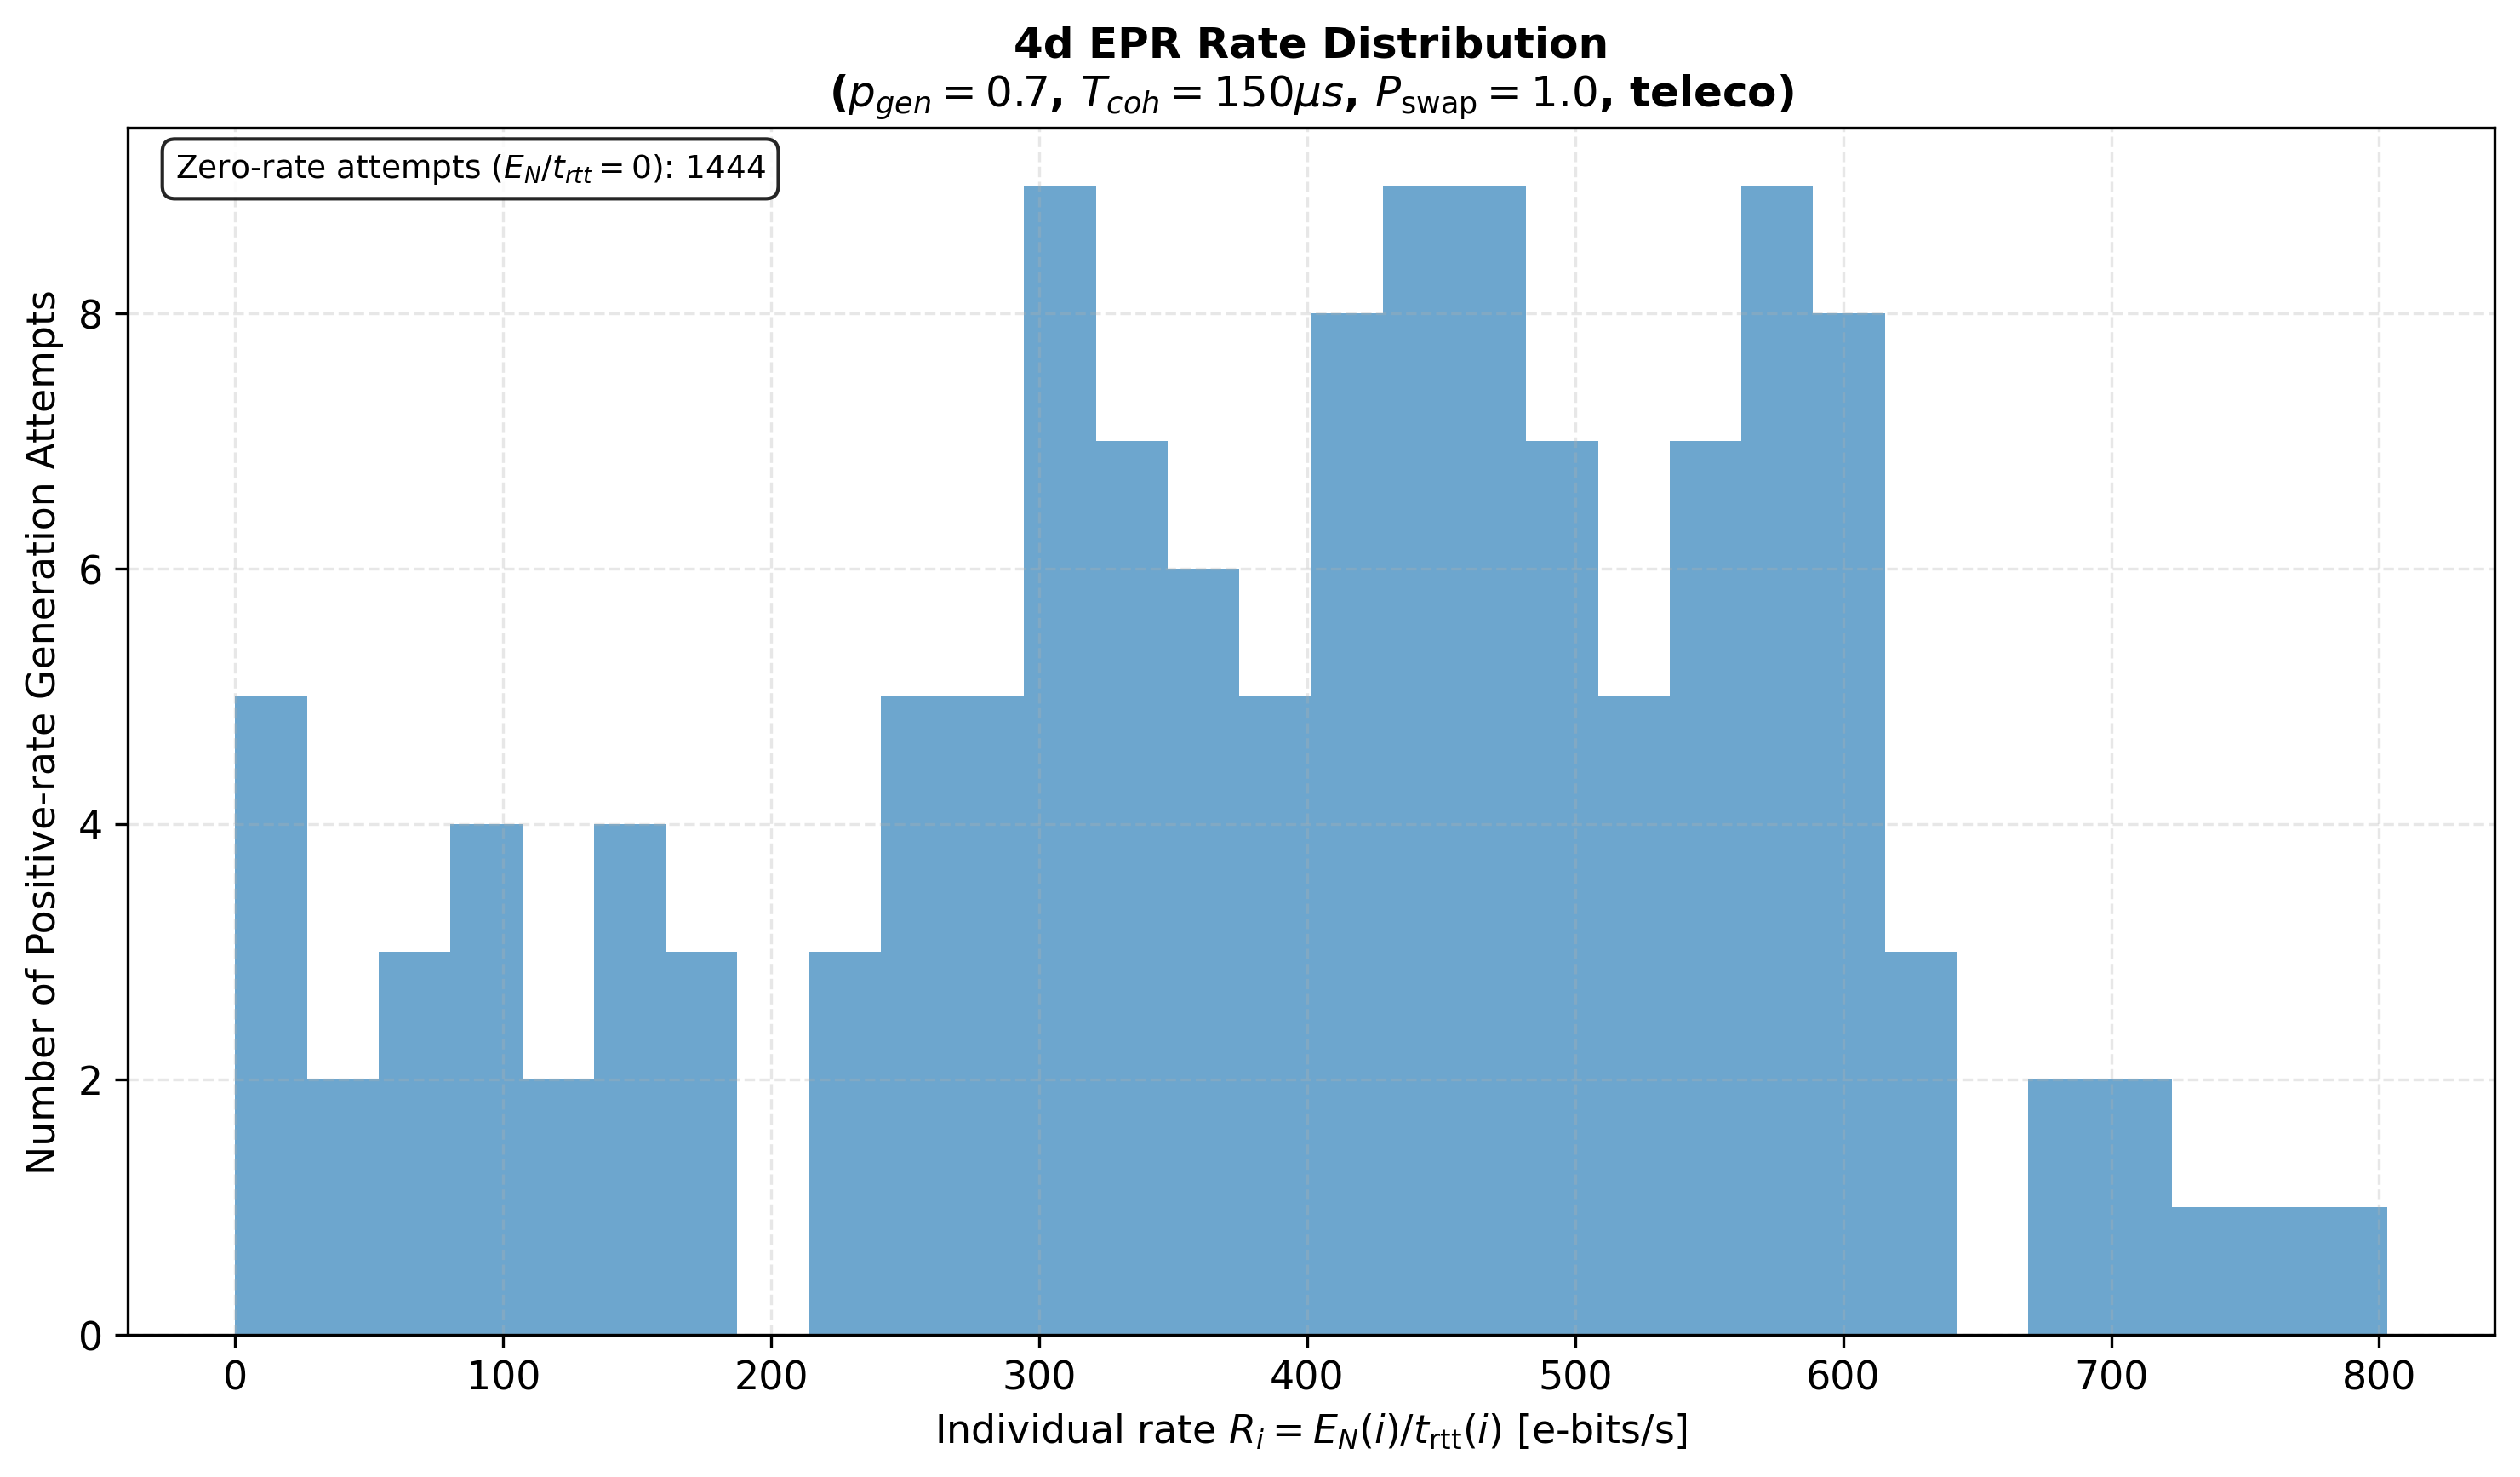 4d EPR Rate Distribution
(p_gen = 0.7, T_coh = 150μs, P_swap = 1.0, teleco)
Zero-rate attempts (E_N/t_rtt = 0): 1444
Number of Positive-rate Generation Attempts
8
6
4
2
0
0 100 200 300 400 500 600 700 800
Individual rate R_i = E_N(i)/t_rtt(i) [e-bits/s]